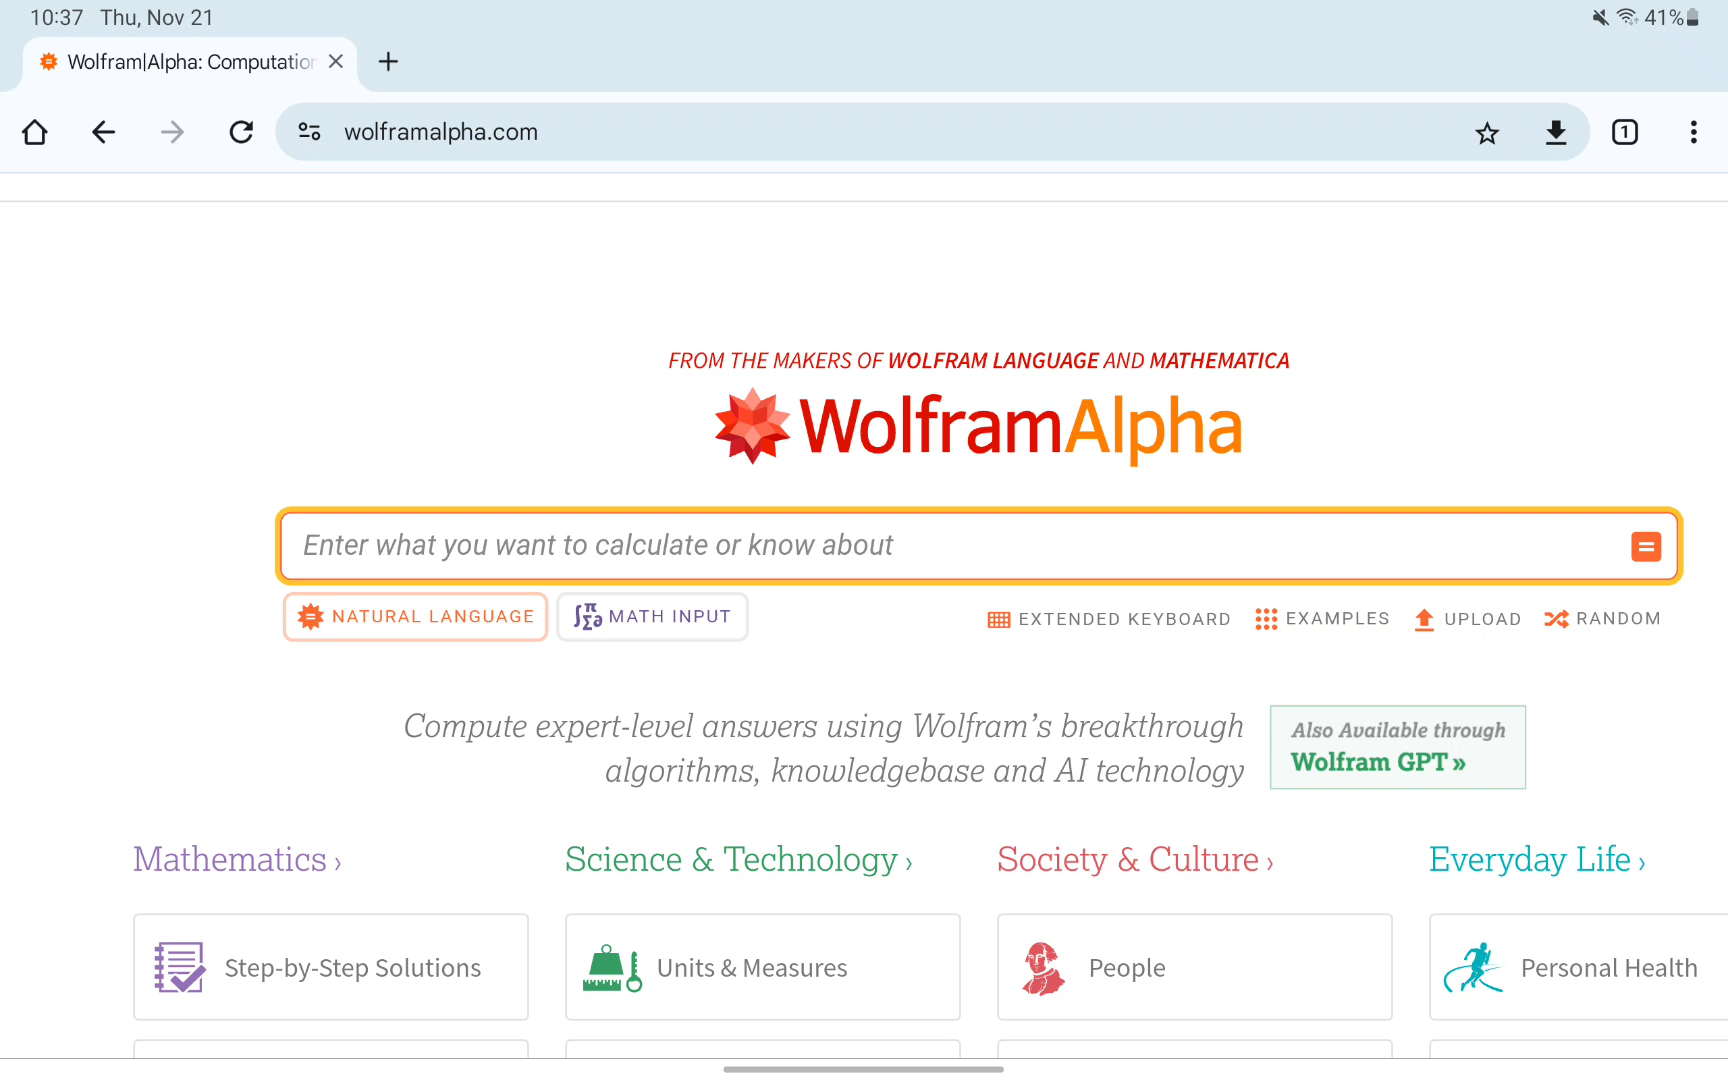 10:37 Thu, Nov 21
41%
Wolfram|Alpha: Computation
wolframalpha.com
1
FROM THE MAKERS OF WOLFRAM LANGUAGE AND MATHEMATICA
WolframAlpha
Enter what you want to calculate or know about
NATURAL LANGUAGE
MATH INPUT
EXTENDED KEYBOARD
EXAMPLES
UPLOAD
RANDOM
Compute expert-level answers using Wolfram's breakthrough
algorithms, knowledgebase and AI technology
Also Available through
Wolfram GPT »
Mathematics ›
Science & Technology ›
Society & Culture ›
Everyday Life ›
Step-by-Step Solutions
Units & Measures
People
Personal Health